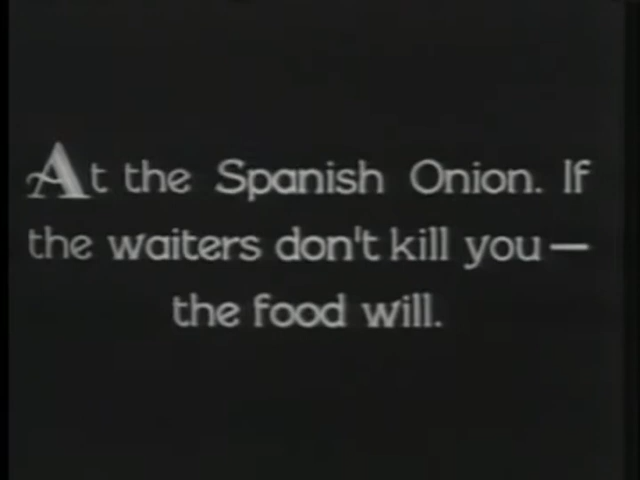 At the Spanish Onion. If
the waiters don't kill you —
the food will.